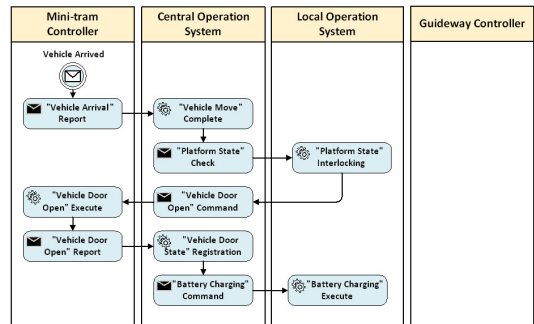 Mini-tram
Controller
Central Operation
System
Local Operation
System
Guideway Controller
Vehicle Arrived
"Vehicle Arrival"
Report
"Vehicle Move"
Complete
"Platform State"
Check
"Platform State"
Interlocking
"Vehicle Door
Open" Command
"Vehicle Door
Open" Execute
"Vehicle Door
Open" Report
"Vehicle Door
State" Registration
"Battery Charging"
Command
"Battery Charging"
Execute